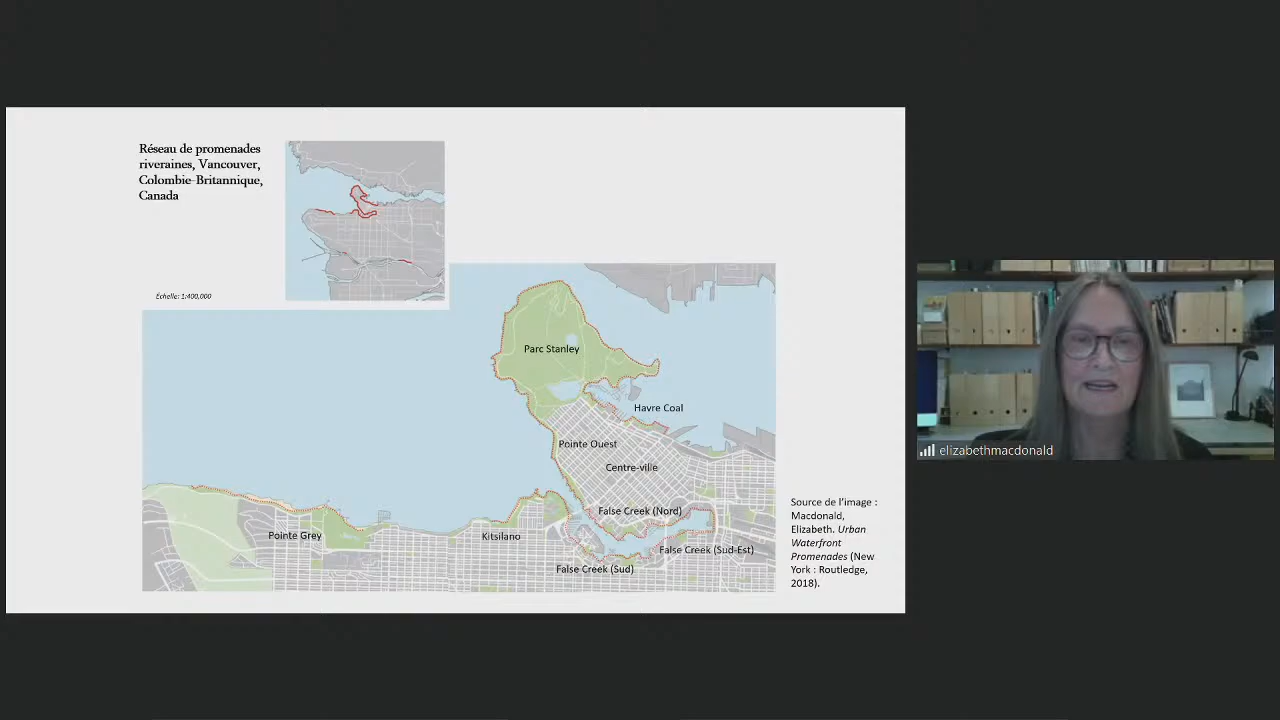 Réseau de promenades
riveraines, Vancouver,
Colombie-Britannique,
Canada
Échelle: 1:400,000
Parc Stanley
Havre Coal
Pointe Ouest
Centre-ville
False Creek (Nord)
Pointe Grey
Kitsilano
False Creek (Sud-Est)
False Creek (Sud)
Source de l'image :
Macdonald,
Elizabeth. Urban
Waterfront
Promenades (New
York : Routledge,
2018).
elizabethmacdonald